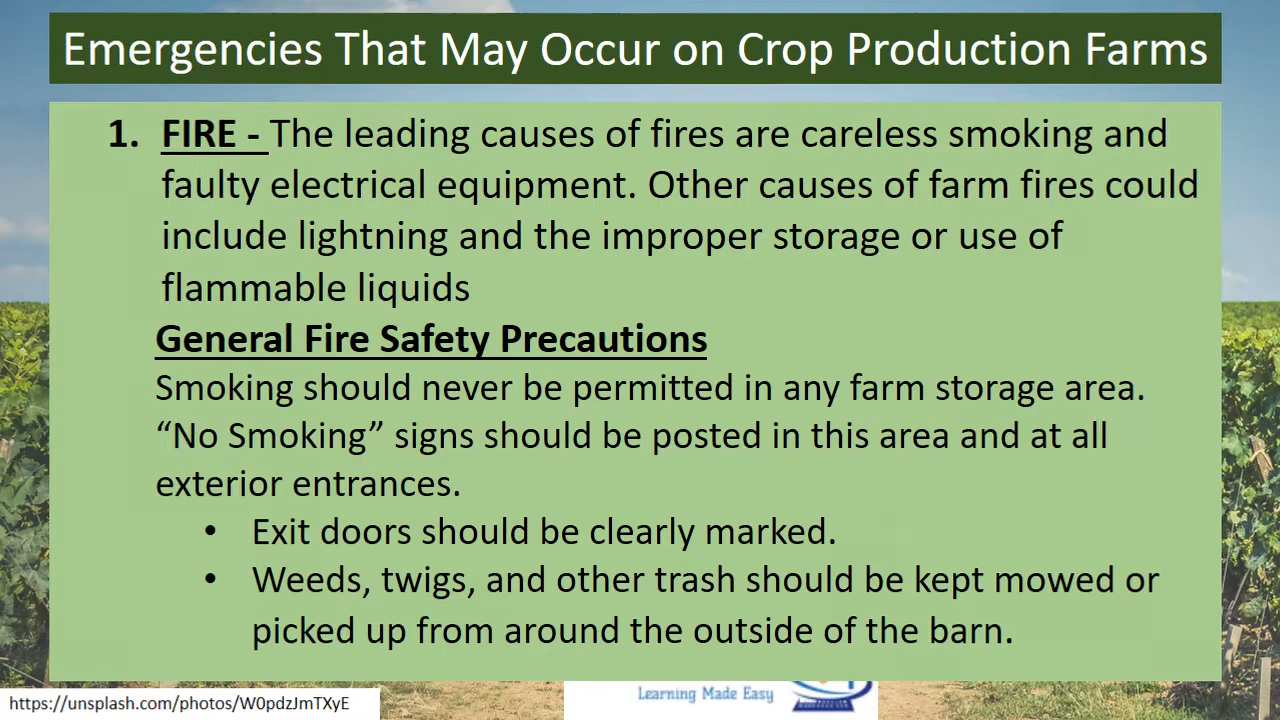 Emergencies That May Occur on Crop Production Farms
1. FIRE - The leading causes of fires are careless smoking and
faulty electrical equipment. Other causes of farm fires could
include lightning and the improper storage or use of
flammable liquids
General Fire Safety Precautions
Smoking should never be permitted in any farm storage area.
“No Smoking” signs should be posted in this area and at all
exterior entrances.
• Exit doors should be clearly marked.
• Weeds, twigs, and other trash should be kept mowed or
picked up from around the outside of the barn.
Learning Made Easy
https://unsplash.com/photos/W0pdzJmTXyE